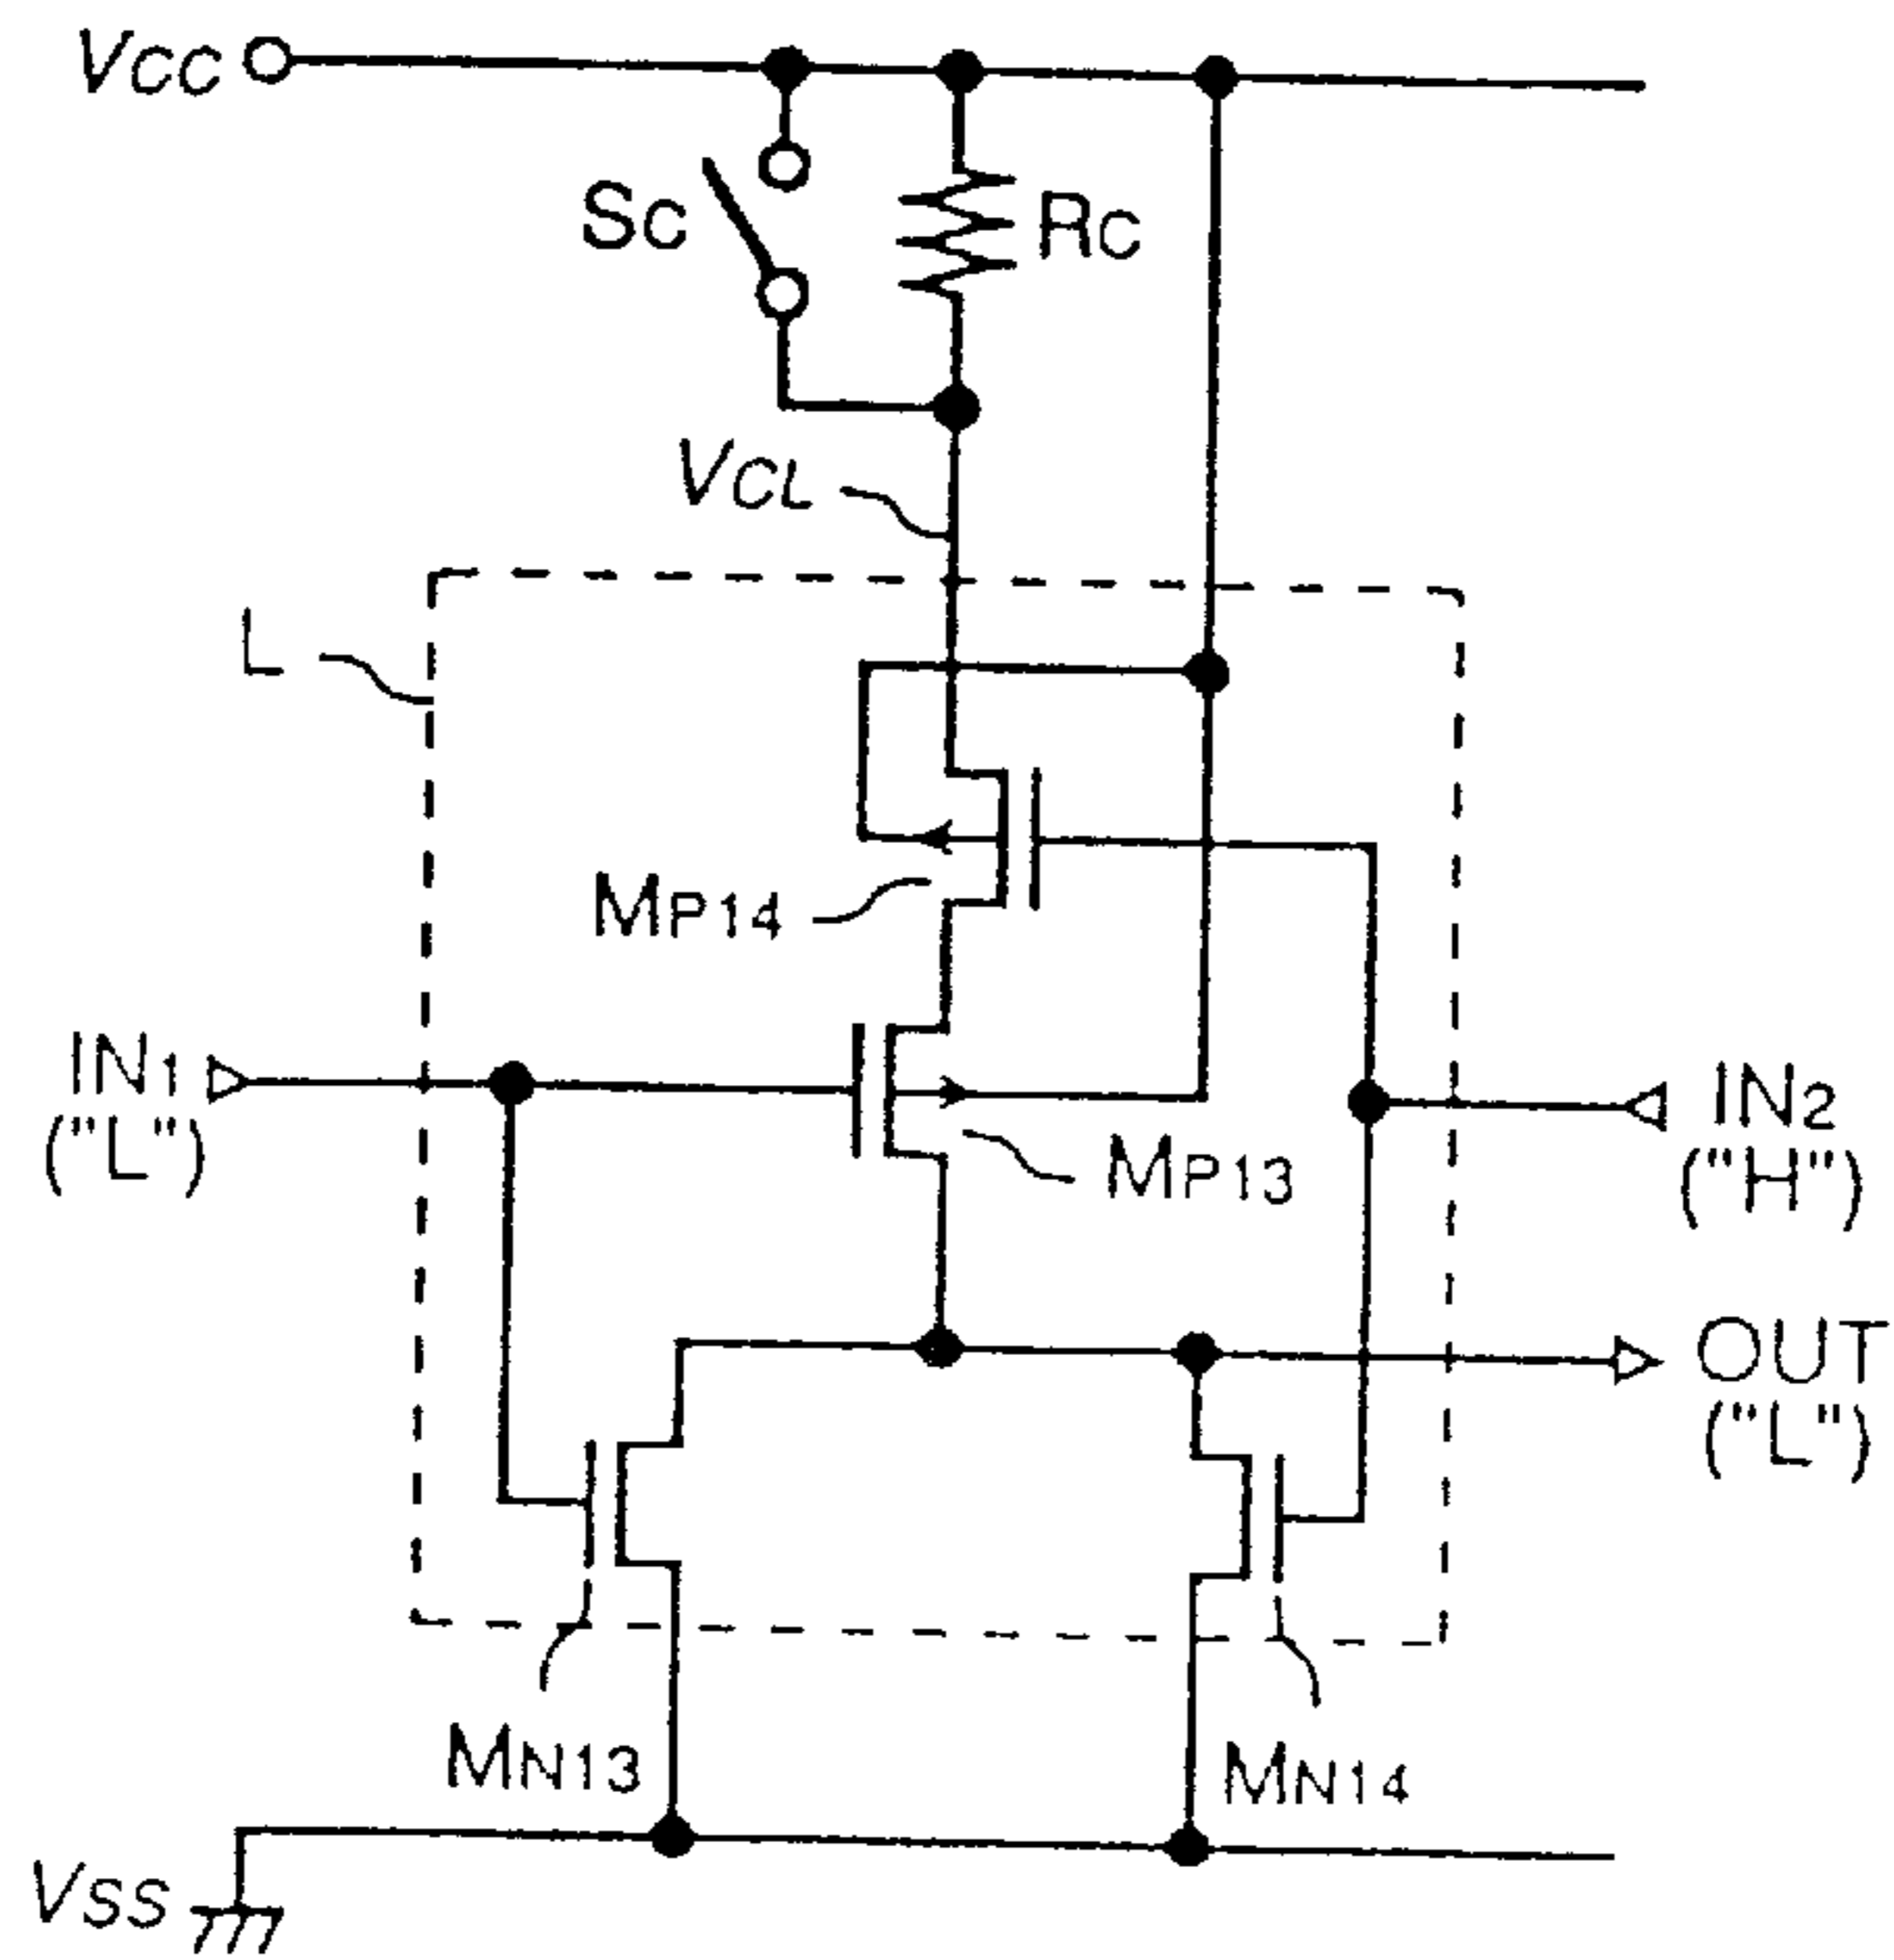 VCC
SC
RC
VCL
L
MP14
IN1
("L")
IN2
("H")
MP13
OUT
("L")
MN13
MN14
VSS